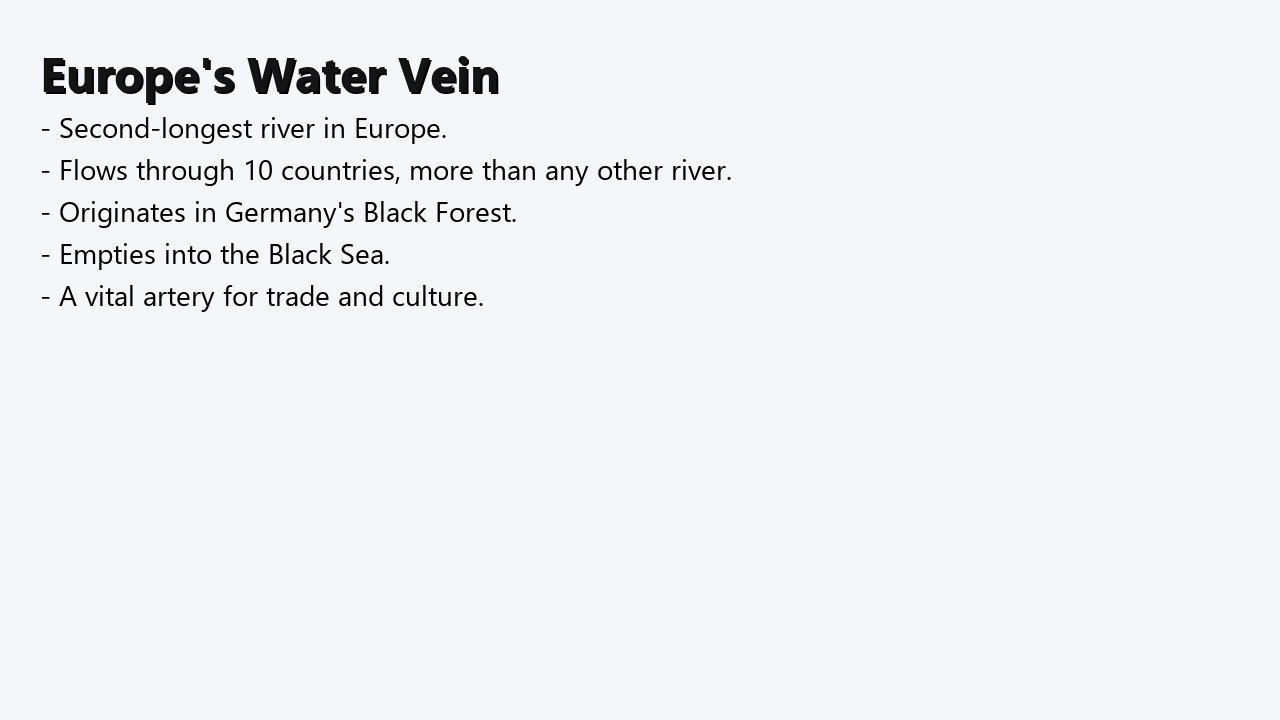 Europe's Water Vein
- Second-longest river in Europe.
- Flows through 10 countries, more than any other river.
- Originates in Germany's Black Forest.
- Empties into the Black Sea.
- A vital artery for trade and culture.